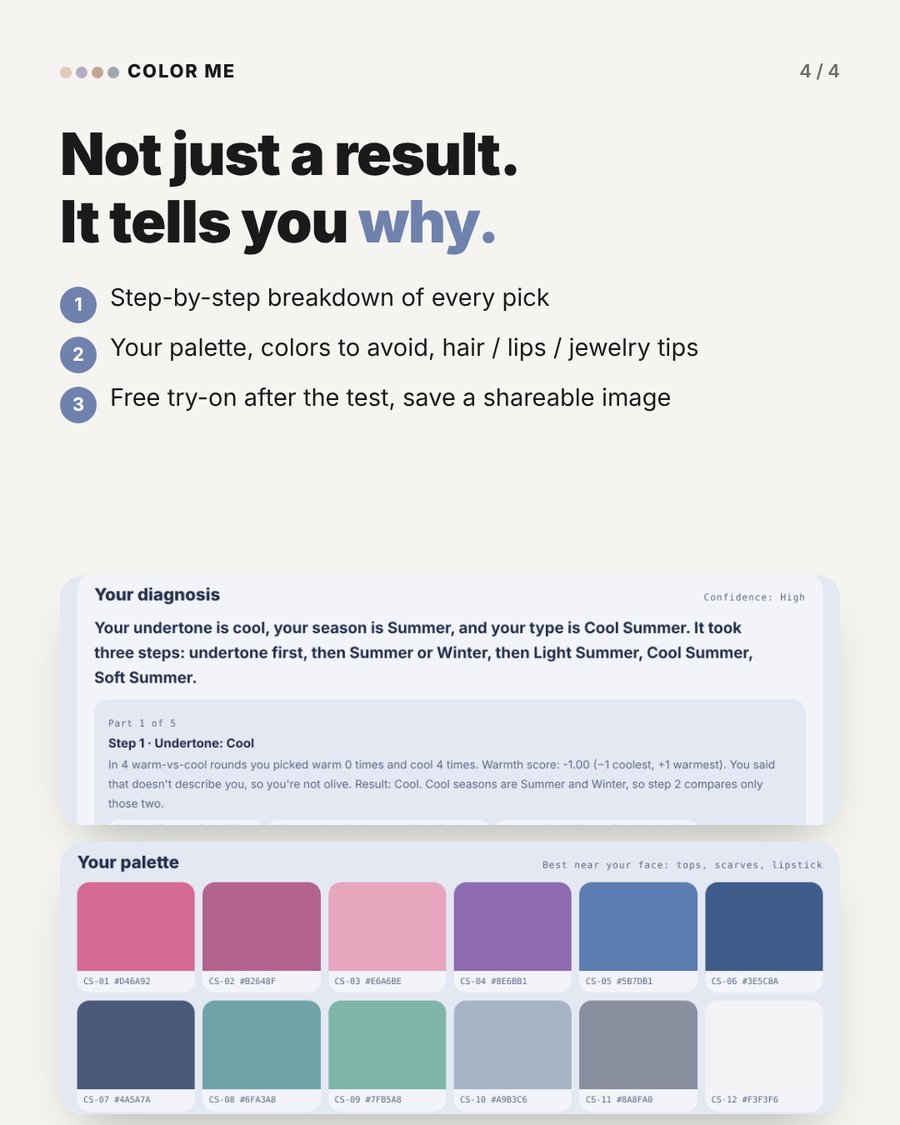 COLOR ME
4 / 4
Not just a result.
It tells you why.
1 Step-by-step breakdown of every pick
2 Your palette, colors to avoid, hair / lips / jewelry tips
3 Free try-on after the test, save a shareable image
Your diagnosis
Confidence: High
Your undertone is cool, your season is Summer, and your type is Cool Summer. It took
three steps: undertone first, then Summer or Winter, then Light Summer, Cool Summer,
Soft Summer.
Part 1 of 5
Step 1 · Undertone: Cool
In 4 warm-vs-cool rounds you picked warm 0 times and cool 4 times. Warmth score: -1.00 (−1 coolest, +1 warmest). You said
that doesn't describe you, so you're not olive. Result: Cool. Cool seasons are Summer and Winter, so step 2 compares only
those two.
Your palette
Best near your face: tops, scarves, lipstick
CS-01 #D46A92
CS-02 #B2648F
CS-03 #E6A6BE
CS-04 #8E6BB1
CS-05 #5B7DB1
CS-06 #3E5C8A
CS-07 #4A5A7A
CS-08 #6FA3A8
CS-09 #7FB5A8
CS-10 #A9B3C6
CS-11 #8A8FA0
CS-12 #F3F3F6